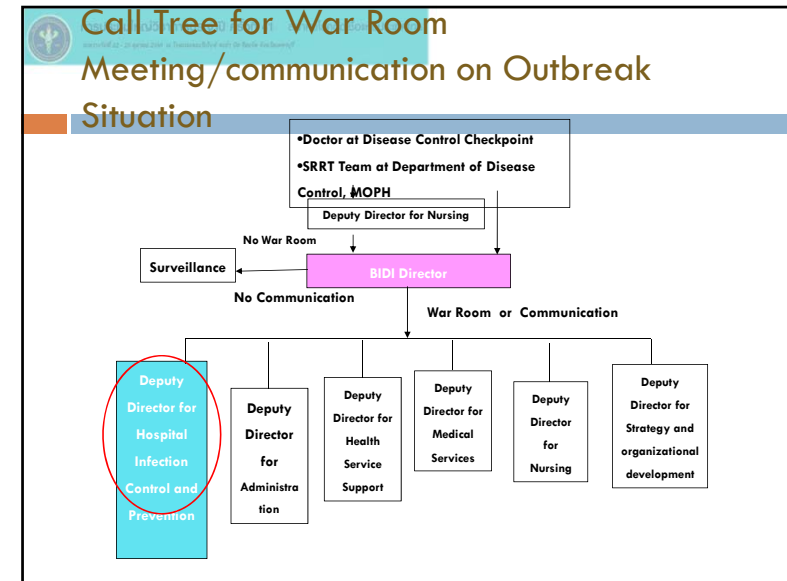 Call Tree for War Room
Meeting/communication on Outbreak
Situation
•Doctor at Disease Control Checkpoint
•SRRT Team at Department of Disease
Control, MOPH
Deputy Director for Nursing
No War Room
Surveillance
BIDI Director
No Communication
War Room or Communication
Deputy
Director for
Hospital
Infection
Control and
Prevention
Deputy
Director
for
Administra
tion
Deputy
Director for
Health
Service
Support
Deputy
Director for
Medical
Services
Deputy
Director
for
Nursing
Deputy
Director for
Strategy and
organizational
development